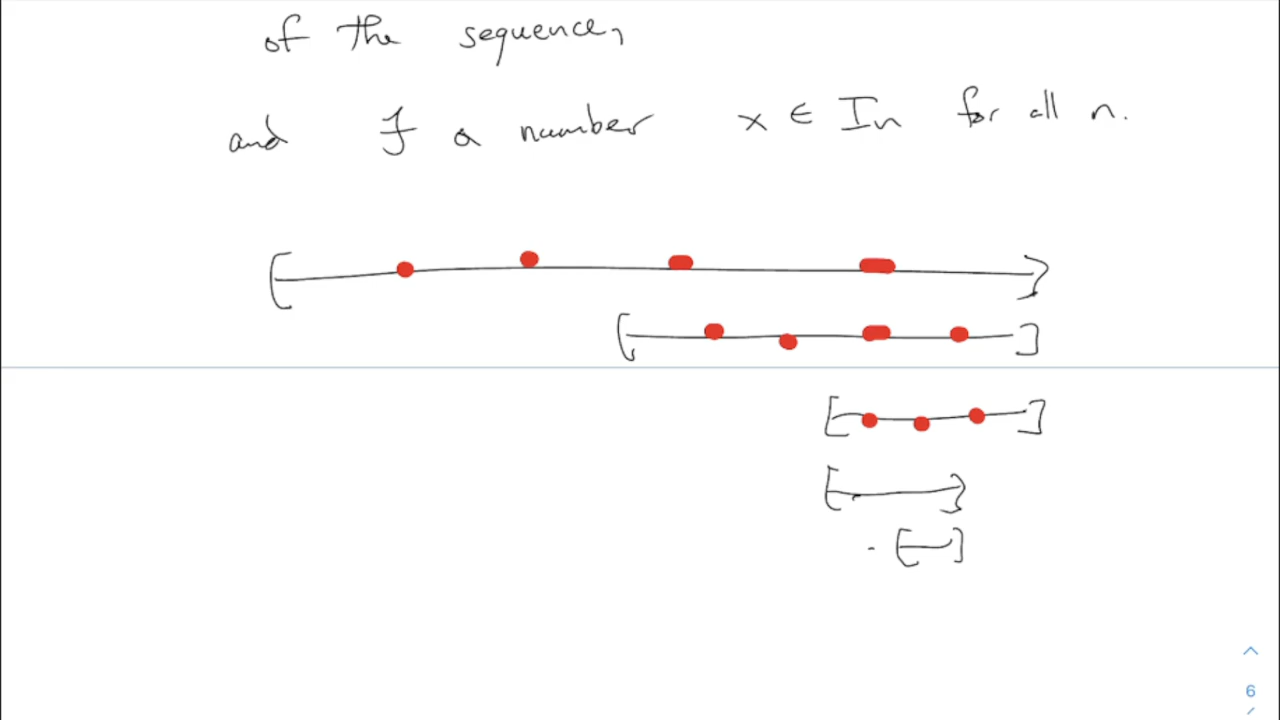 of the sequence,
and ∃ a number x ∈ In for all n.
6